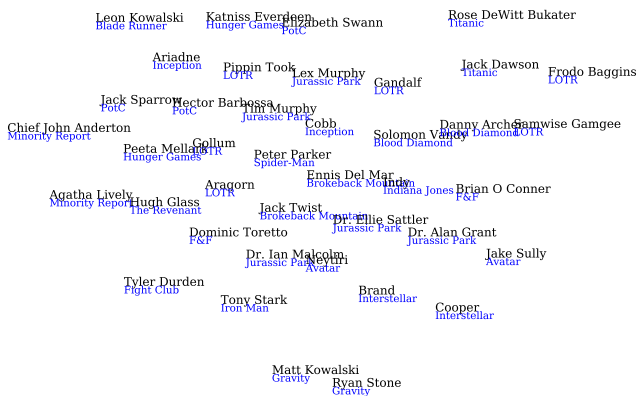 Leon Kowalski
Blade Runner
Katniss Everdeen
Hunger Games
Elizabeth Swann
PotC
Rose DeWitt Bukater
Titanic
Ariadne
Inception
Pippin Took
LOTR
Lex Murphy
Jurassic Park
Gandalf
LOTR
Jack Dawson
Titanic
Frodo Baggins
LOTR
Jack Sparrow
PotC
Hector Barbossa
PotC
Tim Murphy
Jurassic Park
Chief John Anderton
Minority Report
Cobb
Inception
Solomon Vandy
Blood Diamond
Danny Archer
Blood Diamond
Samwise Gamgee
LOTR
Peeta Mellark
Hunger Games
Gollum
LOTR
Peter Parker
Spider-Man
Ennis Del Mar
Brokeback Mountain
Indy
Indiana Jones
Brian O Conner
F&F
Agatha Lively
Minority Report
Hugh Glass
The Revenant
Aragorn
LOTR
Jack Twist
Brokeback Mountain
Dr. Ellie Sattler
Jurassic Park
Dominic Toretto
F&F
Dr. Alan Grant
Jurassic Park
Dr. Ian Malcolm
Jurassic Park
Neytiri
Avatar
Jake Sully
Avatar
Tyler Durden
Fight Club
Tony Stark
Iron Man
Brand
Interstellar
Cooper
Interstellar
Matt Kowalski
Gravity
Ryan Stone
Gravity